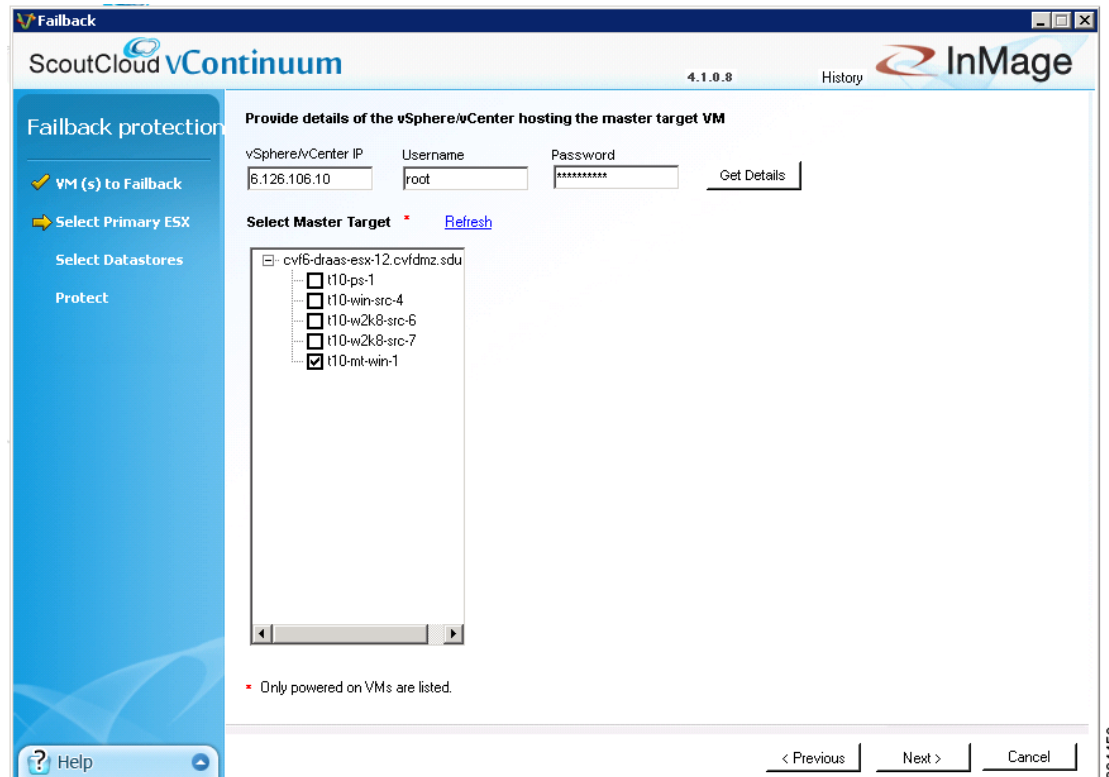 Failback
ScoutCloud vContinuum
4.1.0.8
History
InMage
Failback protection
VM (s) to Failback
Select Primary ESX
Select Datastores
Protect
Provide details of the vSphere/vCenter hosting the master target VM
vSphere/vCenter IP Username Password
6.126.106.10 root ********** Get Details
Select Master Target * Refresh
cvf6-draas-esx-12.cvfdmz.sdu
t10-ps-1
t10-win-src-4
t10-w2k8-src-6
t10-w2k8-src-7
t10-mt-win-1
* Only powered on VMs are listed.
Help
< Previous Next > Cancel